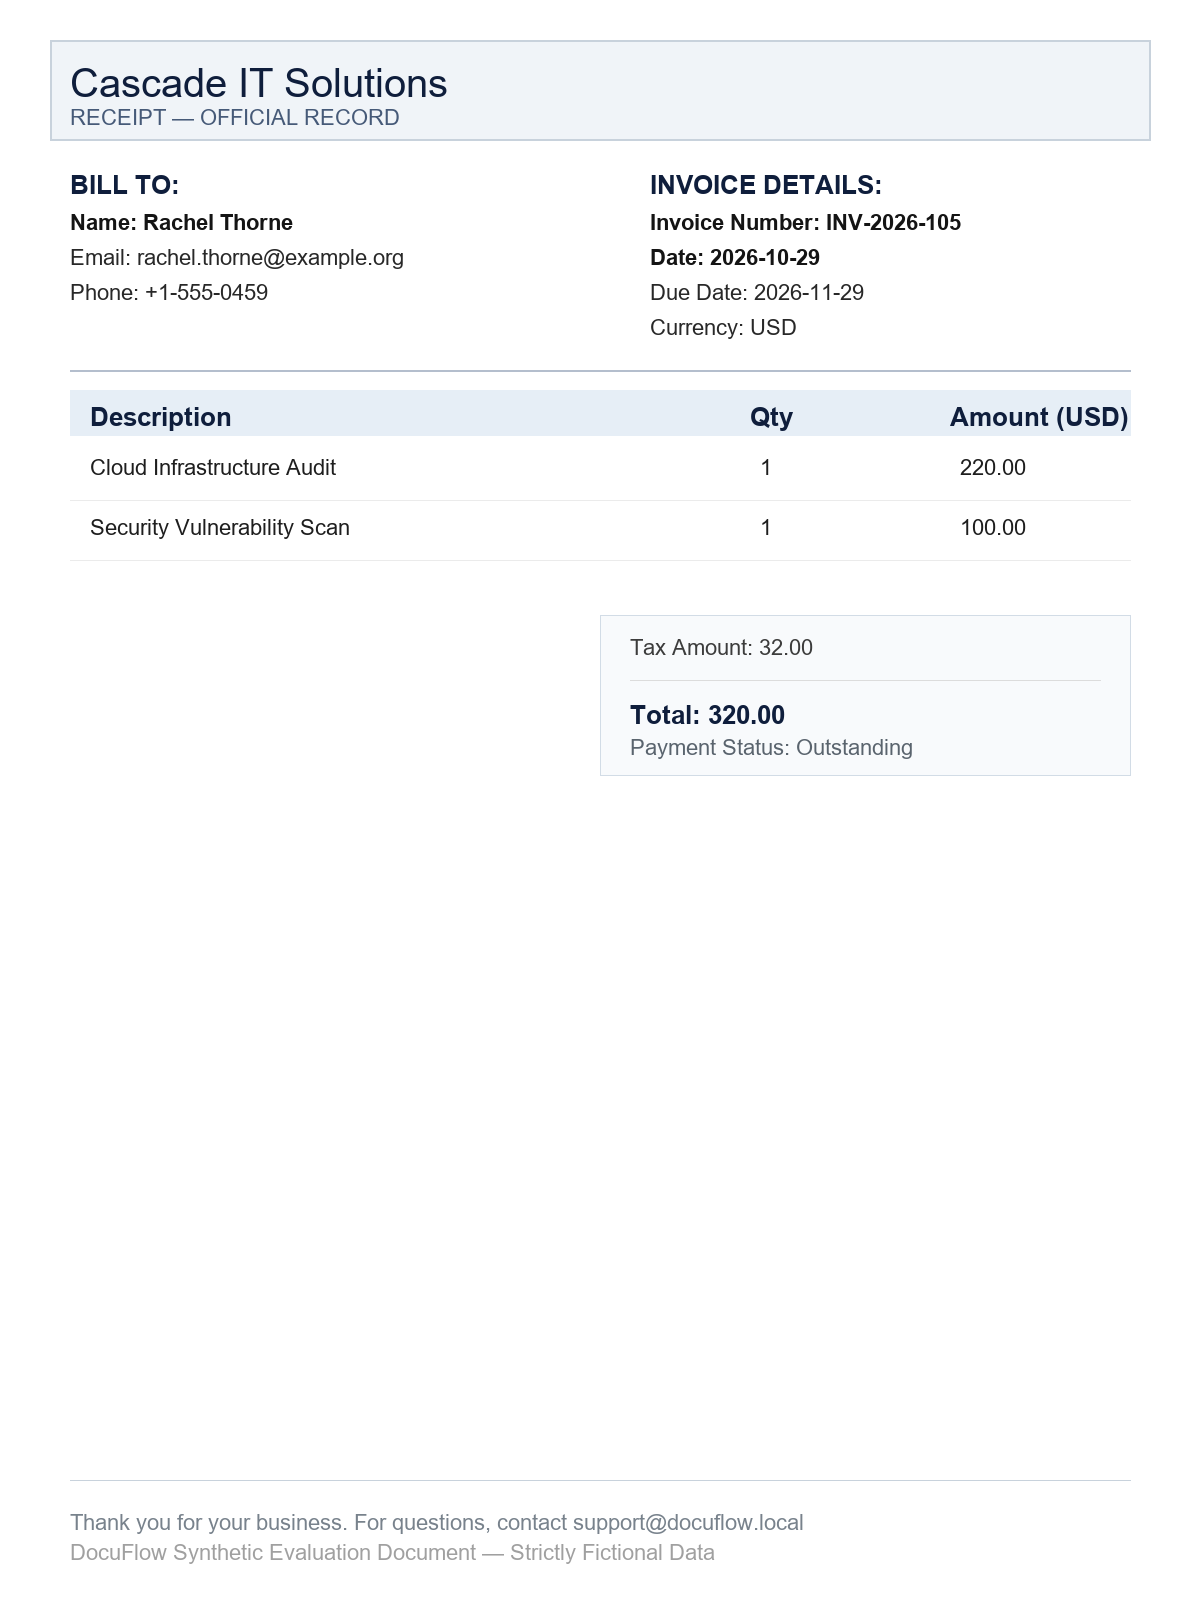 Cascade IT Solutions
RECEIPT — OFFICIAL RECORD
BILL TO:
Name: Rachel Thorne
Email: rachel.thorne@example.org
Phone: +1-555-0459
INVOICE DETAILS:
Invoice Number: INV-2026-105
Date: 2026-10-29
Due Date: 2026-11-29
Currency: USD
Description Qty Amount (USD)
Cloud Infrastructure Audit 1 220.00
Security Vulnerability Scan 1 100.00
Tax Amount: 32.00
Total: 320.00
Payment Status: Outstanding
Thank you for your business. For questions, contact support@docuflow.local
DocuFlow Synthetic Evaluation Document — Strictly Fictional Data